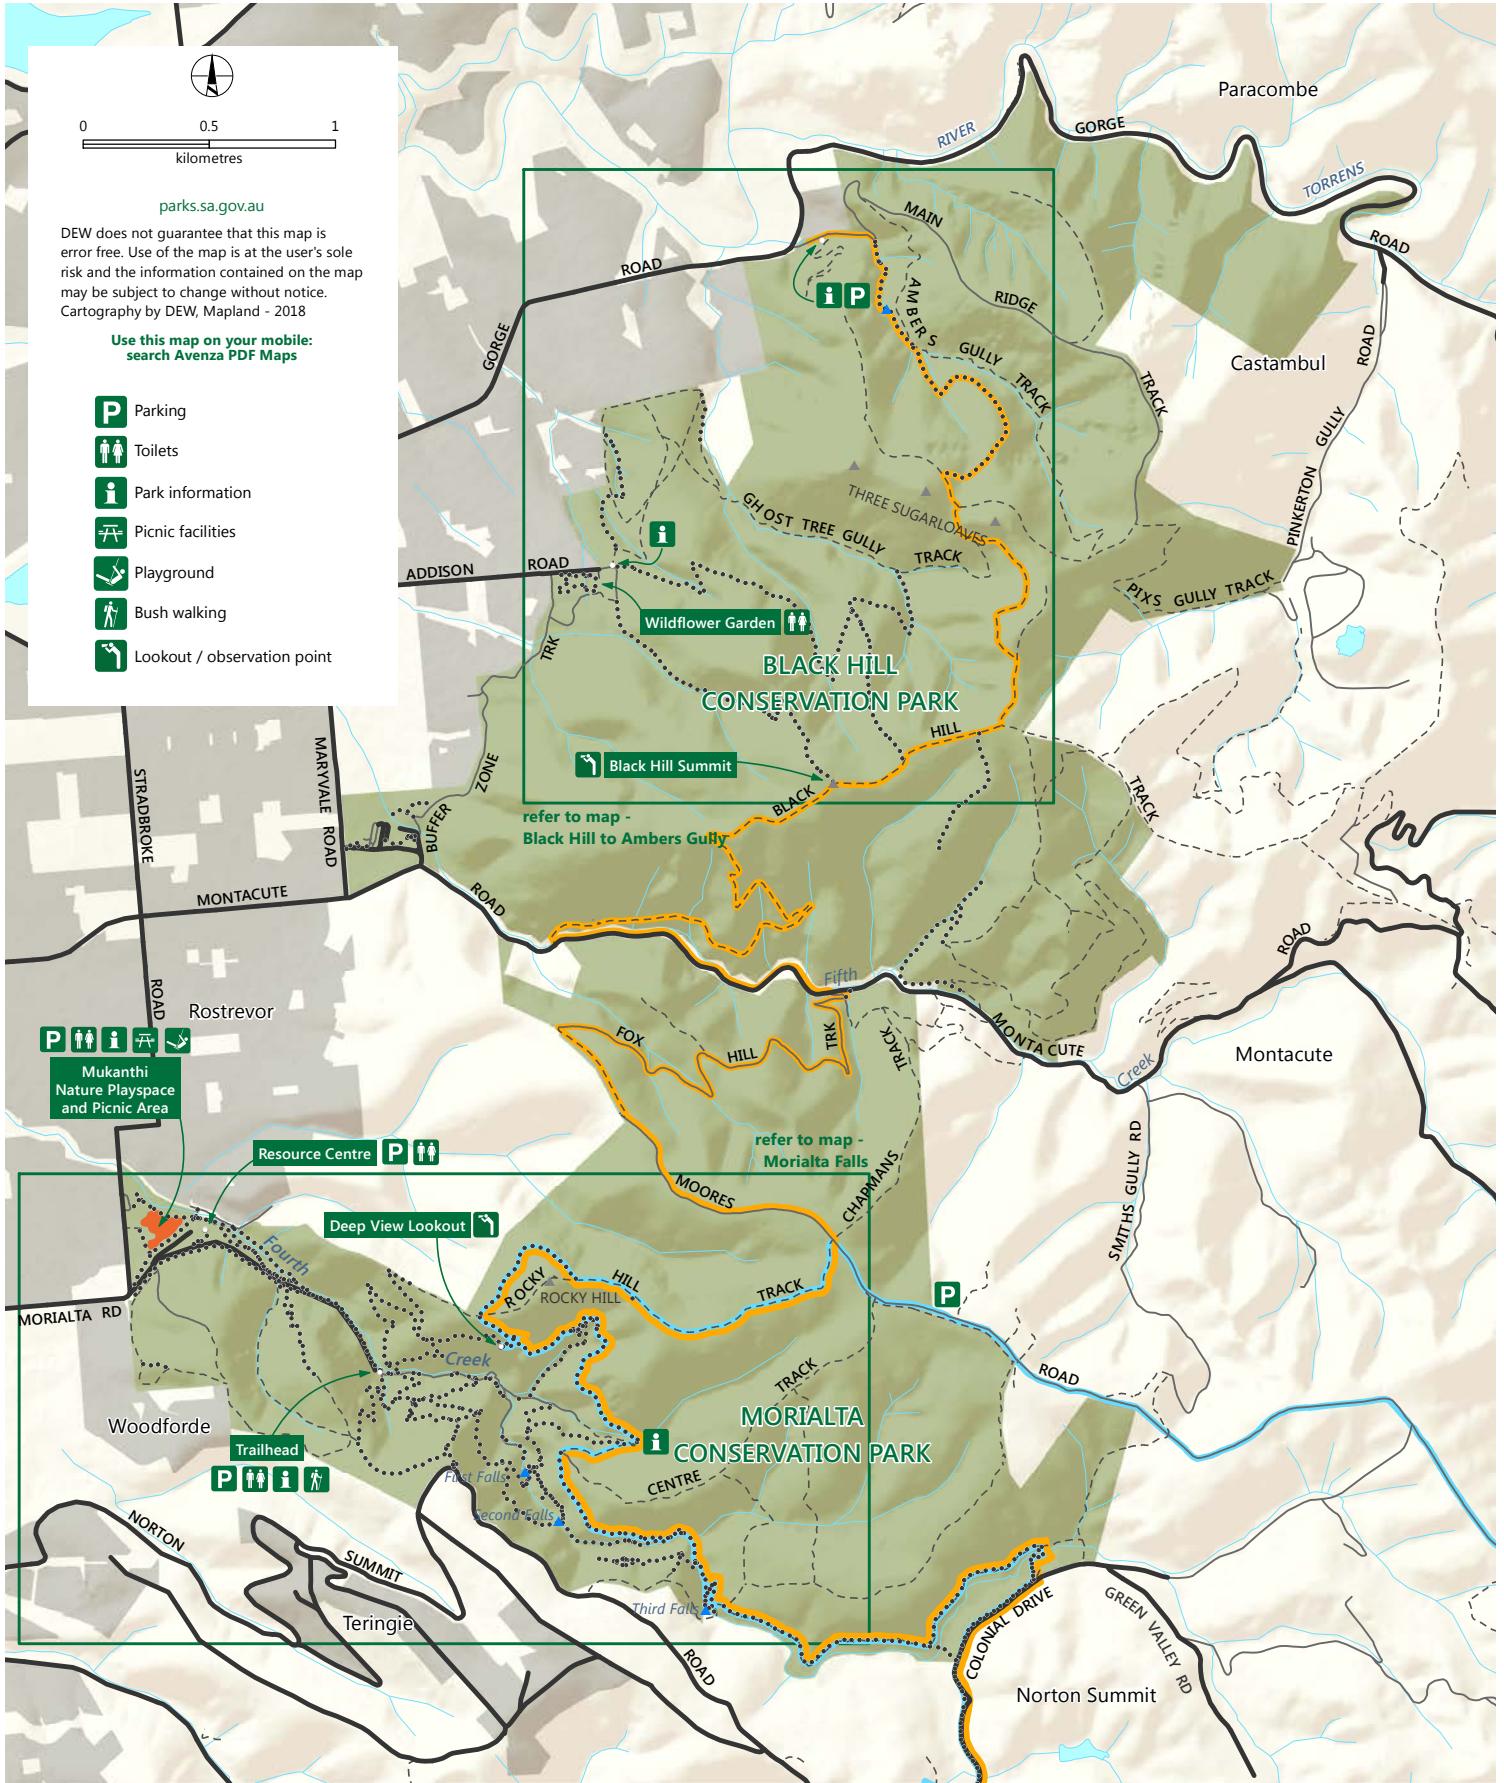 0 0.5 1
kilometres
parks.sa.gov.au
DEW does not guarantee that this map is
error free. Use of the map is at the user's sole
risk and the information contained on the map
may be subject to change without notice.
Cartography by DEW, Mapland - 2018
Use this map on your mobile:
search Avenza PDF Maps
P Parking
Toilets
i Park information
Picnic facilities
Playground
Bush walking
Lookout / observation point
Paracombe
RIVER
GORGE
TORRENS
ROAD
MAIN
RIDGE
TRACK
ROAD
GORGE
i P
AMBERS
GULLY
TRACK
Castambul
ROAD
GULLY
PINKERTON
THREE SUGARLOAVES
GHOST TREE GULLY
TRACK
i
ADDISON
ROAD
PIXS GULLY TRACK
Wildflower Garden
TRK
BLACK HILL
CONSERVATION PARK
HILL
Black Hill Summit
ZONE
BLACK
TRACK
BUFFER
refer to map -
Black Hill to Ambers Gully
STRADBROKE
MARYVALE ROAD
MONTACUTE
ROAD
ROAD
ROAD
Fifth
Rostrevor
FOX
HILL
TRK
TRACK
MONTACUTE
Creek
Montacute
P i
Mukanthi
Nature Playspace
and Picnic Area
refer to map -
Morialta Falls
Resource Centre P
MOORES
CHAPMANS
SMITHS GULLY RD
Deep View Lookout
Fourth
ROCKY
HILL
TRACK
ROCKY HILL
P
MORIALTA RD
Creek
ROAD
TRACK
MORIALTA
CONSERVATION PARK
Woodforde
i
Trailhead
P i
First Falls
CENTRE
Second Falls
NORTON
SUMMIT
Teringie
Third Falls
ROAD
COLONIAL DRIVE
GREEN VALLEY RD
Norton Summit